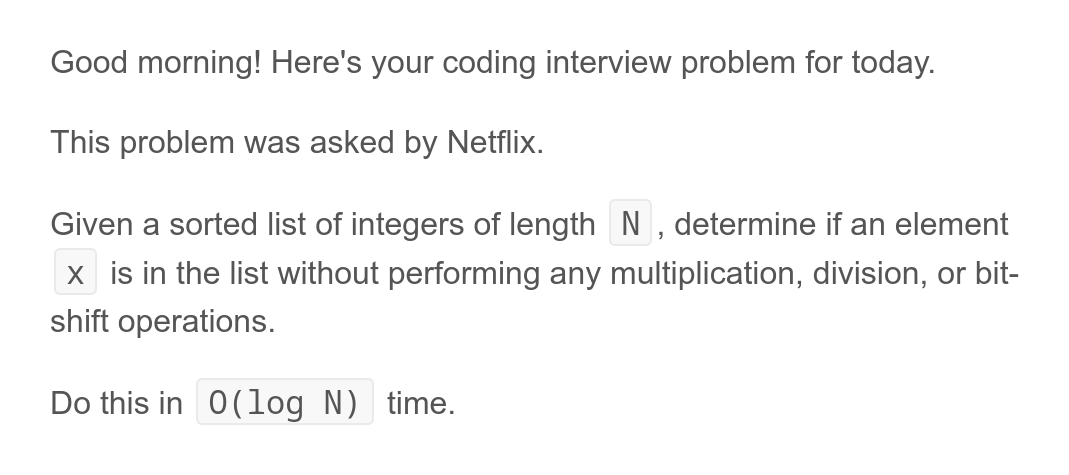 Good morning! Here's your coding interview problem for today.
This problem was asked by Netflix.
Given a sorted list of integers of length N, determine if an element
x is in the list without performing any multiplication, division, or bit-
shift operations.
Do this in O(log N) time.